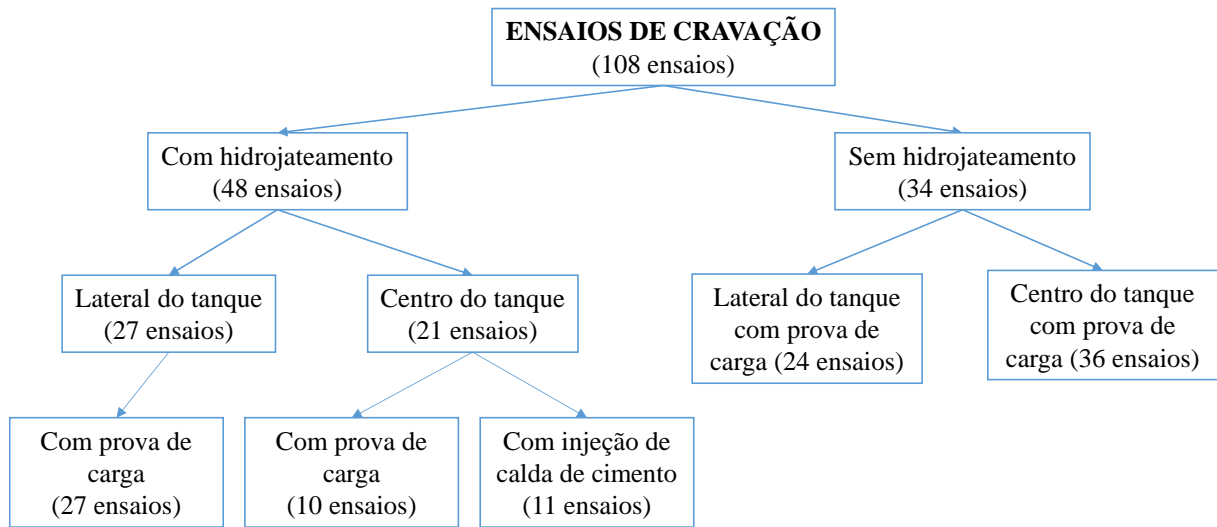 ENSAIOS DE CRAVAÇÃO
(108 ensaios)
Com hidrojateamento
(48 ensaios)
Sem hidrojateamento
(34 ensaios)
Lateral do tanque
(27 ensaios)
Centro do tanque
(21 ensaios)
Lateral do tanque
com prova de
carga (24 ensaios)
Centro do tanque
com prova de
carga (36 ensaios)
Com prova de
carga
(27 ensaios)
Com prova de
carga
(10 ensaios)
Com injeção de
calda de cimento
(11 ensaios)